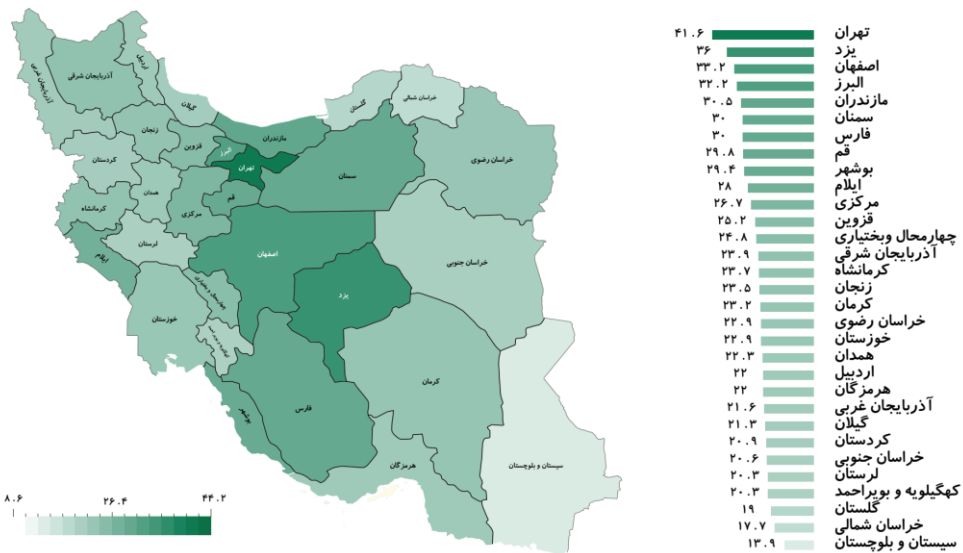 آذربایجان غربی
آذربایجان شرقی
اردبیل
گیلان
زنجان
کردستان
قزوین
البرز
مازندران
گلستان
خراسان شمالی
خراسان رضوی
تهران
سمنان
همدان
کرمانشاه
مرکزی
قم
ایلام
لرستان
اصفهان
خراسان جنوبی
یزد
چهارمحال و بختیاری
خوزستان
کرمان
فارس
بوشهر
هرمزگان
سیستان و بلوچستان
۸.۶
۲۶.۴
۴۴.۲
تهران ۴۱.۶
یزد ۳۶
اصفهان ۳۳.۲
البرز ۳۲.۲
مازندران ۳۰.۵
سمنان ۳۰
فارس ۳۰
قم ۲۹.۸
بوشهر ۲۹.۴
ایلام ۲۸
مرکزی ۲۶.۷
قزوین ۲۵.۲
چهارمحال وبختیاری ۲۴.۸
آذربایجان شرقی ۲۳.۹
کرمانشاه ۲۳.۷
زنجان ۲۳.۵
کرمان ۲۳.۲
خراسان رضوی ۲۲.۹
خوزستان ۲۲.۹
همدان ۲۲.۳
اردبیل ۲۲
هرمزگان ۲۲
آذربایجان غربی ۲۱.۶
گیلان ۲۱.۳
کردستان ۲۰.۹
خراسان جنوبی ۲۰.۶
لرستان ۲۰.۳
کهگیلویه و بویراحمد ۲۰.۳
گلستان ۱۹
خراسان شمالی ۱۷.۷
سیستان و بلوچستان ۱۳.۹